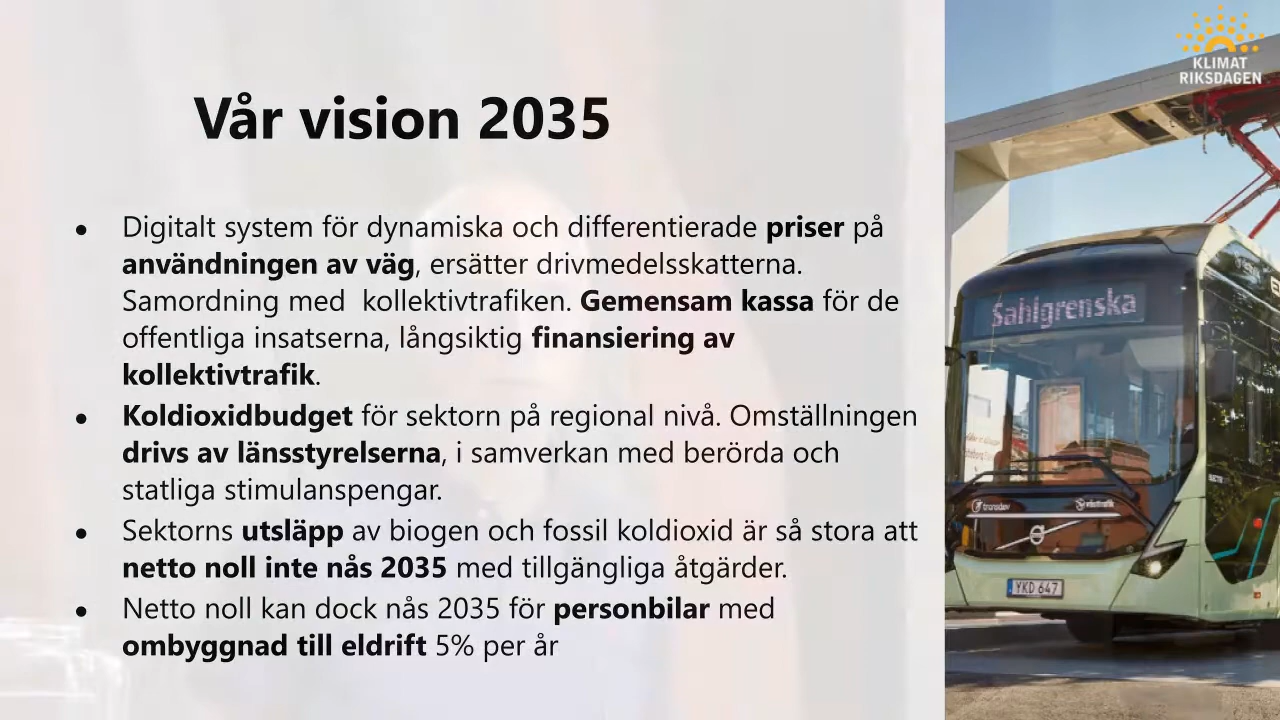 KLIMAT
RIKSDAGEN
Vår vision 2035
• Digitalt system för dynamiska och differentierade priser på
användningen av väg, ersätter drivmedelsskatterna.
Samordning med kollektivtrafiken. Gemensam kassa för de
offentliga insatserna, långsiktig finansiering av
kollektivtrafik.
• Koldioxidbudget för sektorn på regional nivå. Omställningen
drivs av länsstyrelserna, i samverkan med berörda och
statliga stimulanspengar.
• Sektorns utsläpp av biogen och fossil koldioxid är så stora att
netto noll inte nås 2035 med tillgängliga åtgärder.
• Netto noll kan dock nås 2035 för personbilar med
ombyggnad till eldrift 5% per år
Sahlgrenska
transdev
YKD 647